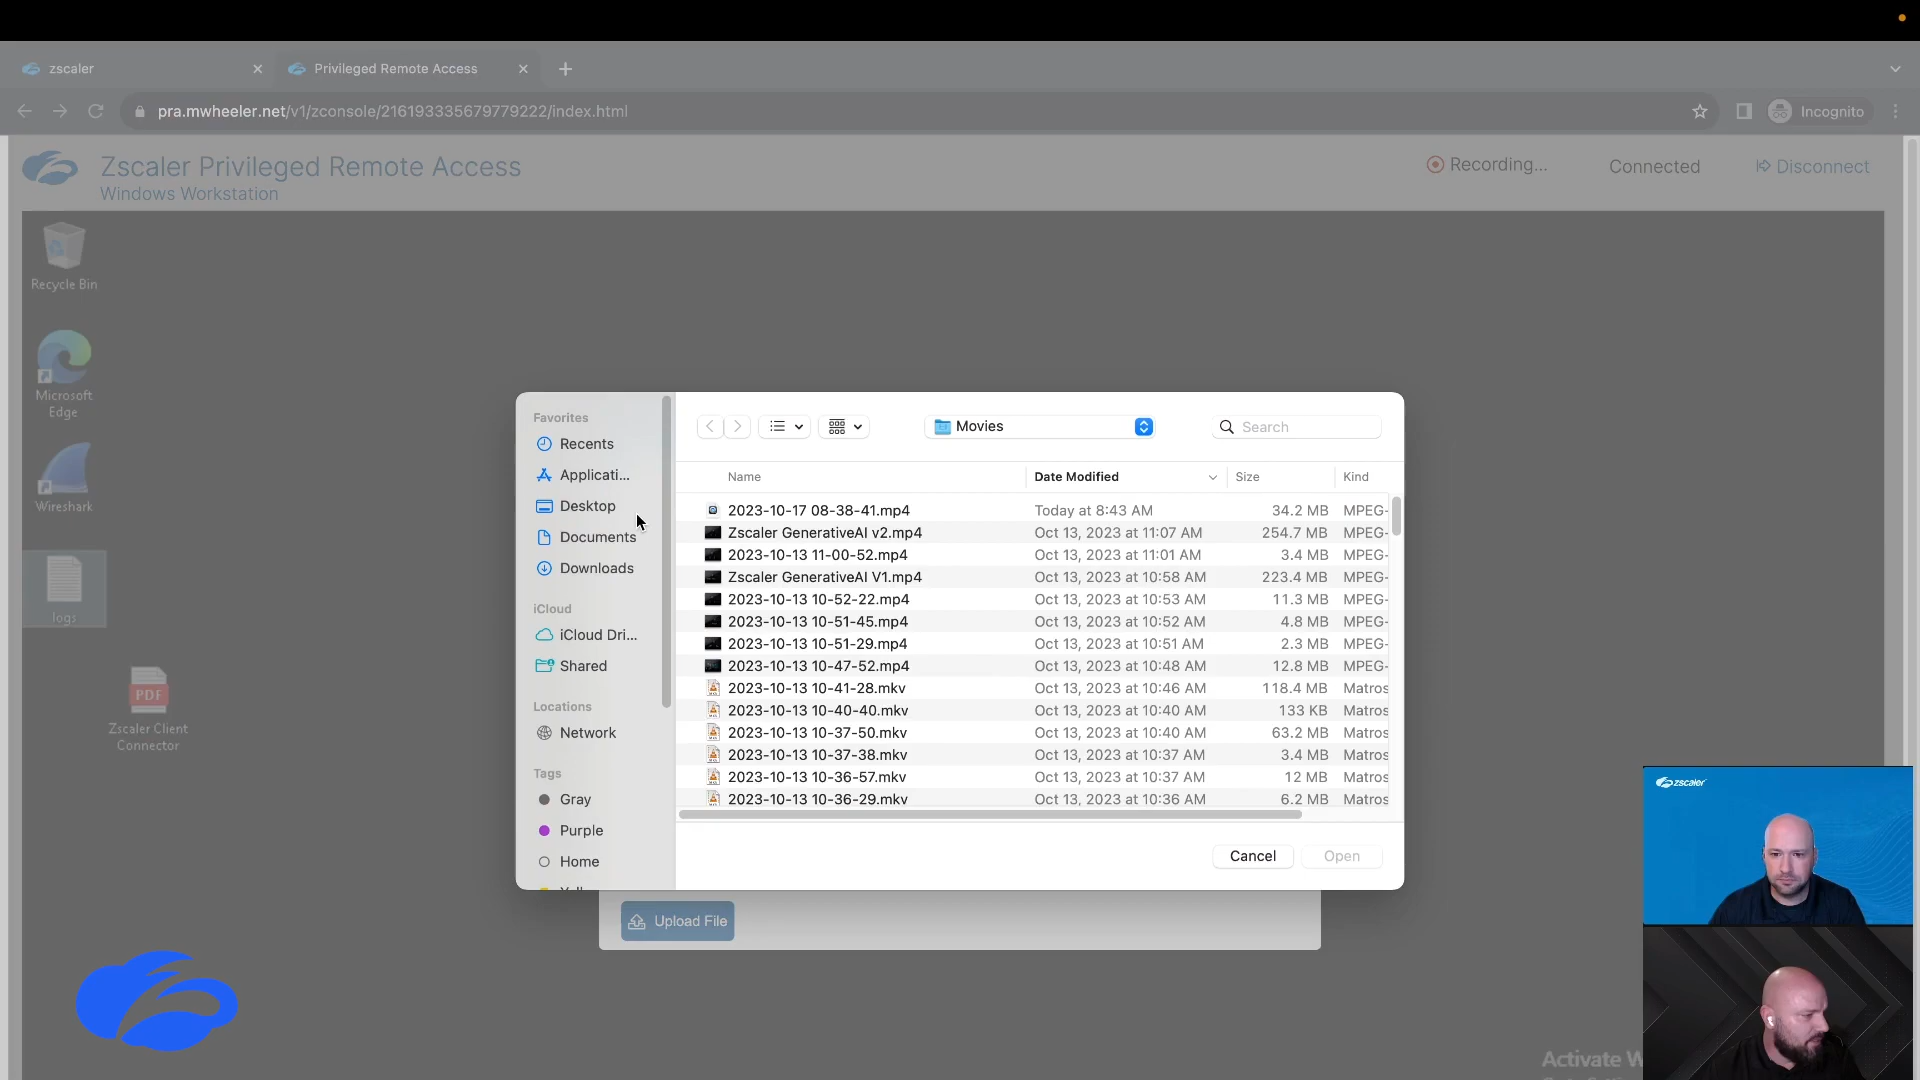 zscaler
Privileged Remote Access
pra.mwheeler.net/v1/zconsole/216193335679779222/index.html
Incognito
Zscaler Privileged Remote Access
Windows Workstation
Recording...
Connected
Disconnect
Recycle Bin
Microsoft
Edge
Wireshark
logs
PDF
Zscaler Client
Connector
Favorites
Recents
Applicati...
Desktop
Documents
Downloads
iCloud
iCloud Dri...
Shared
Locations
Network
Tags
Gray
Purple
Home
Movies
Search
Name Date Modified Size Kind
2023-10-17 08-38-41.mp4 Today at 8:43 AM 34.2 MB MPEG-
Zscaler GenerativeAI v2.mp4 Oct 13, 2023 at 11:07 AM 254.7 MB MPEG-
2023-10-13 11-00-52.mp4 Oct 13, 2023 at 11:01 AM 3.4 MB MPEG-
Zscaler GenerativeAI V1.mp4 Oct 13, 2023 at 10:58 AM 223.4 MB MPEG-
2023-10-13 10-52-22.mp4 Oct 13, 2023 at 10:53 AM 11.3 MB MPEG-
2023-10-13 10-51-45.mp4 Oct 13, 2023 at 10:52 AM 4.8 MB MPEG-
2023-10-13 10-51-29.mp4 Oct 13, 2023 at 10:51 AM 2.3 MB MPEG-
2023-10-13 10-47-52.mp4 Oct 13, 2023 at 10:48 AM 12.8 MB MPEG-
2023-10-13 10-41-28.mkv Oct 13, 2023 at 10:46 AM 118.4 MB Matros
2023-10-13 10-40-40.mkv Oct 13, 2023 at 10:40 AM 133 KB Matros
2023-10-13 10-37-50.mkv Oct 13, 2023 at 10:40 AM 63.2 MB Matros
2023-10-13 10-37-38.mkv Oct 13, 2023 at 10:37 AM 3.4 MB Matros
2023-10-13 10-36-57.mkv Oct 13, 2023 at 10:37 AM 12 MB Matros
2023-10-13 10-36-29.mkv Oct 13, 2023 at 10:36 AM 6.2 MB Matros
Cancel
Open
Upload File
zscaler
Activate W